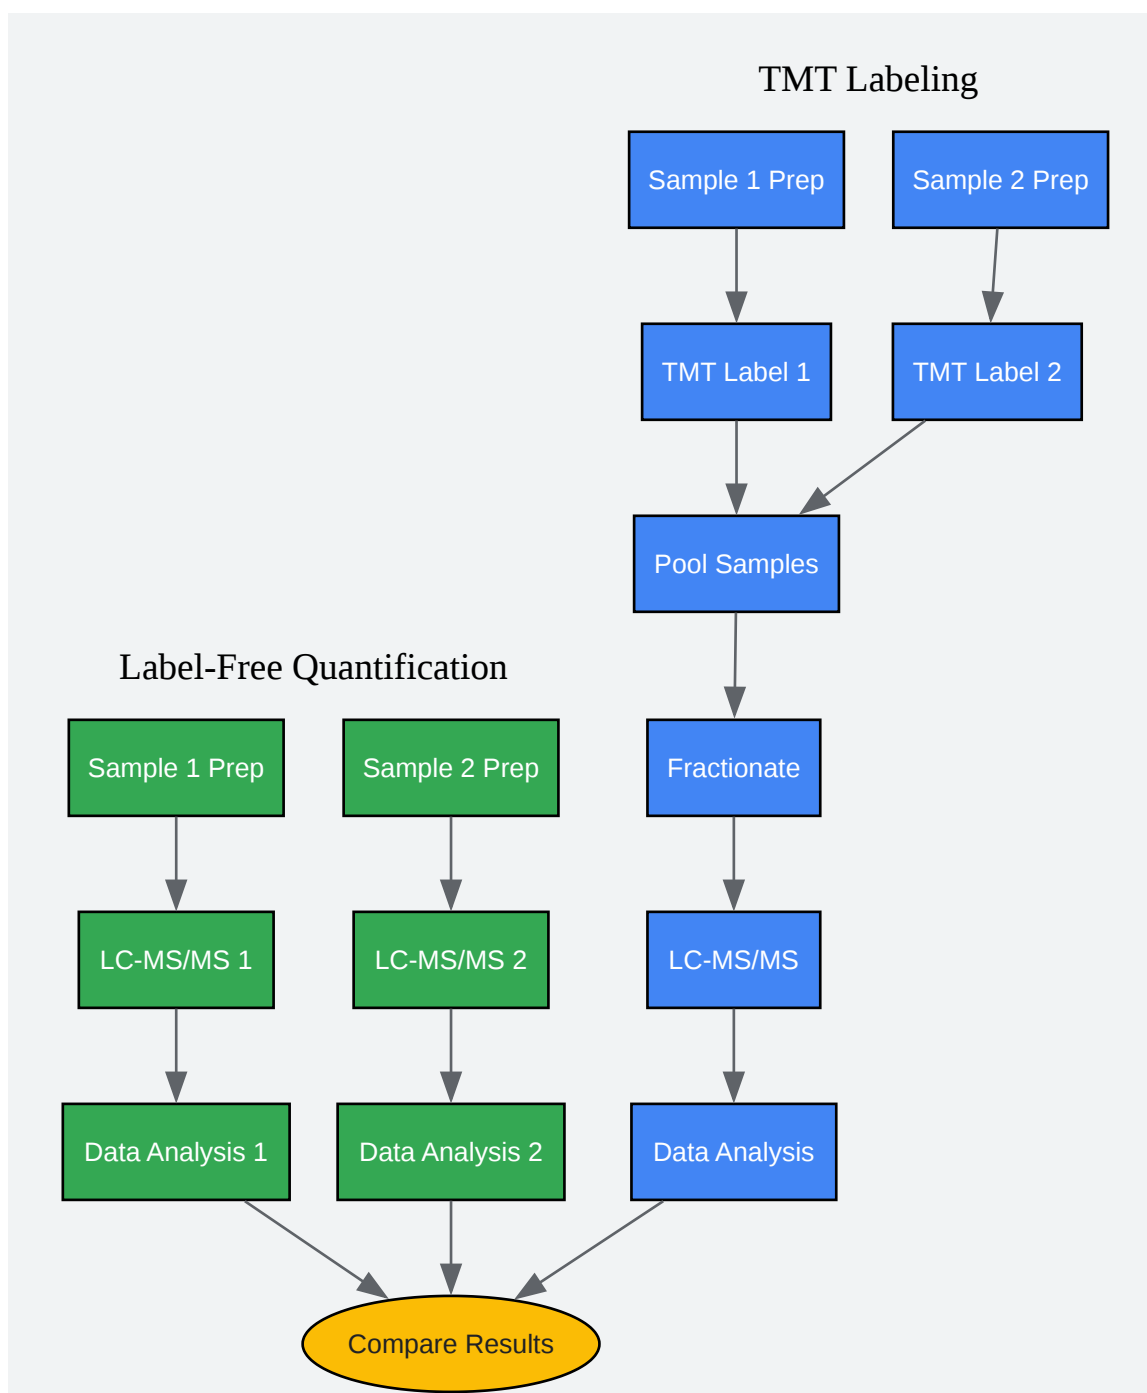 TMT Labeling
Sample 1 Prep
Sample 2 Prep
TMT Label 1
TMT Label 2
Pool Samples
Label-Free Quantification
Sample 1 Prep
Sample 2 Prep
Fractionate
LC-MS/MS 1
LC-MS/MS 2
LC-MS/MS
Data Analysis 1
Data Analysis 2
Data Analysis
Compare Results